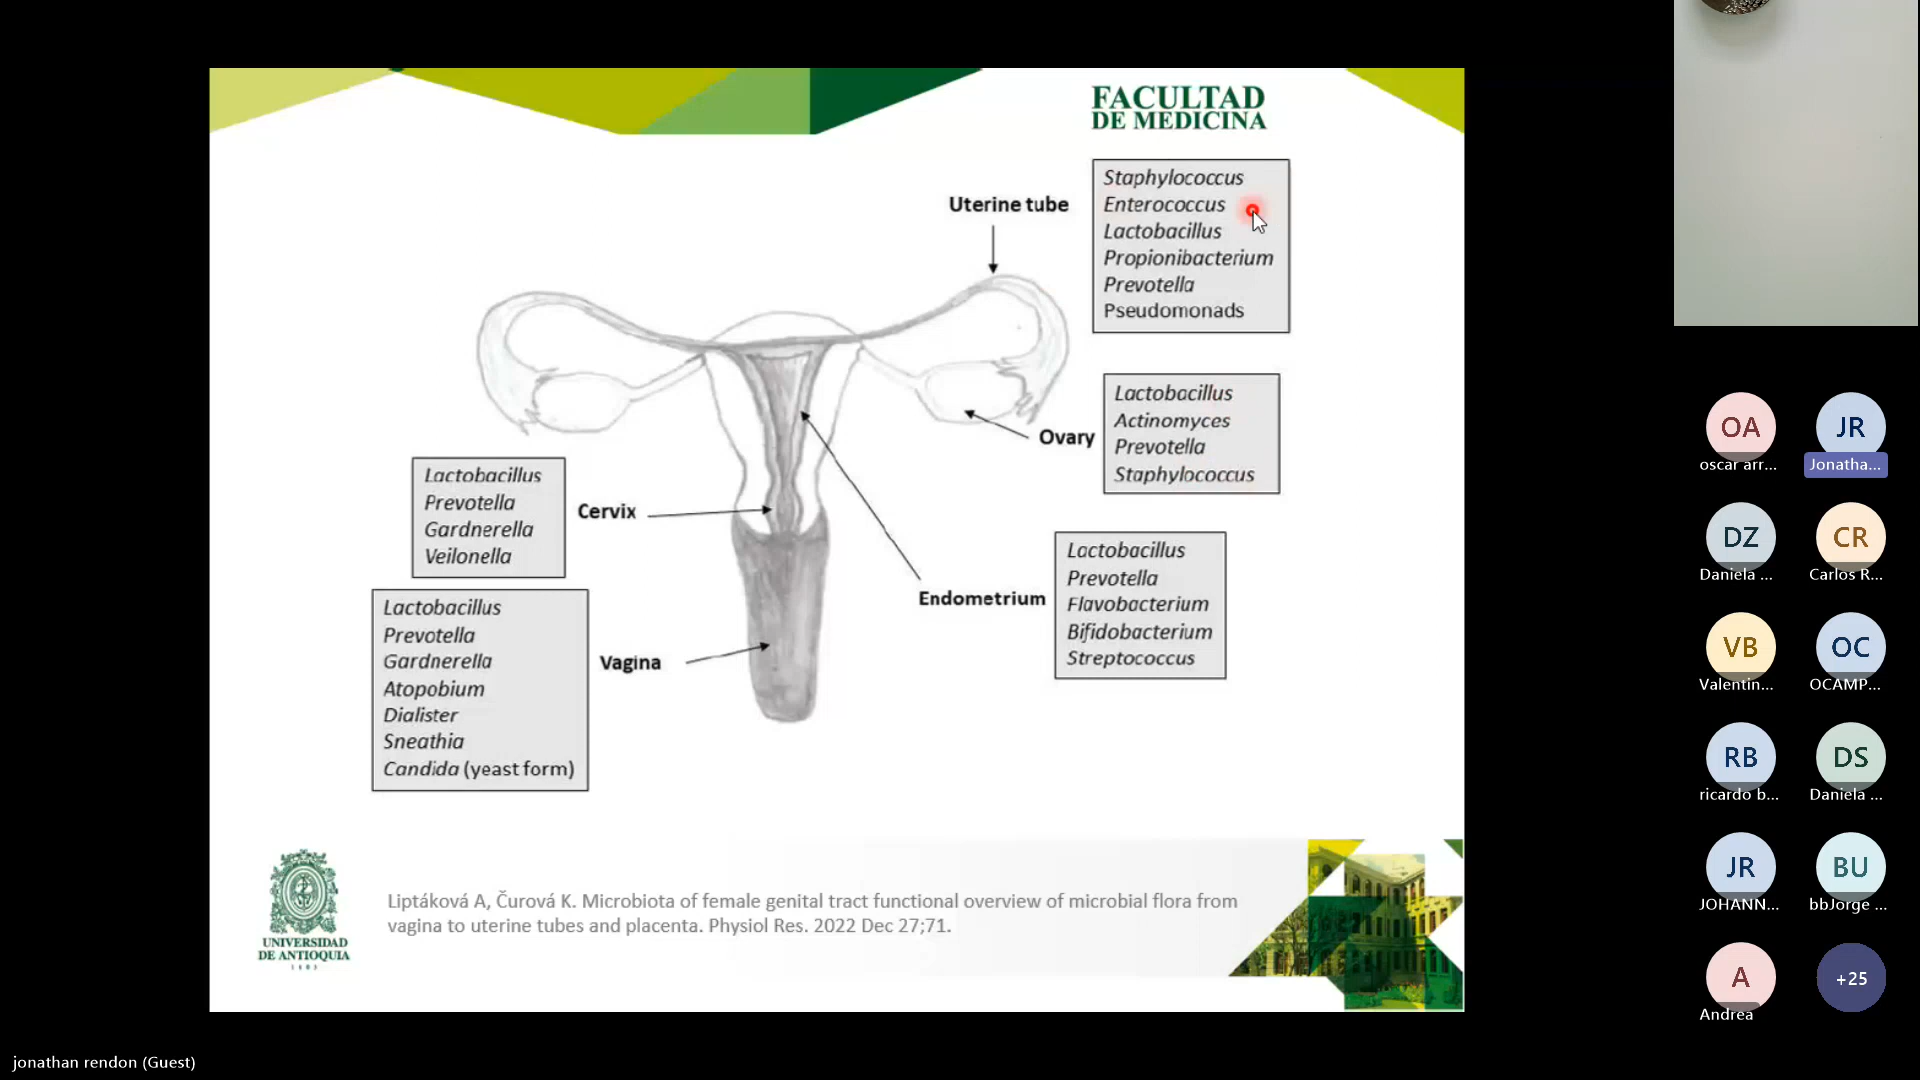 FACULTAD
DE MEDICINA
Uterine tube
Staphylococcus
Enterococcus
Lactobacillus
Propionibacterium
Prevotella
Pseudomonads
Ovary
Lactobacillus
Actinomyces
Prevotella
Staphylococcus
Lactobacillus
Prevotella
Gardnerella
Veilonella
Cervix
Endometrium
Lactobacillus
Prevotella
Flavobacterium
Bifidobacterium
Streptococcus
Lactobacillus
Prevotella
Gardnerella
Atopobium
Dialister
Sneathia
Candida (yeast form)
Vagina
UNIVERSIDAD
DE ANTIOQUIA
1803
Liptáková A, Čurová K. Microbiota of female genital tract functional overview of microbial flora from
vagina to uterine tubes and placenta. Physiol Res. 2022 Dec 27;71.
OA
oscar arr...
JR
Jonatha...
DZ
Daniela ...
CR
Carlos R...
VB
Valentin...
OC
OCAMP...
RB
ricardo b...
DS
Daniela ...
JR
JOHANN...
BU
bbJorge ...
A
Andrea
+25
jonathan rendon (Guest)